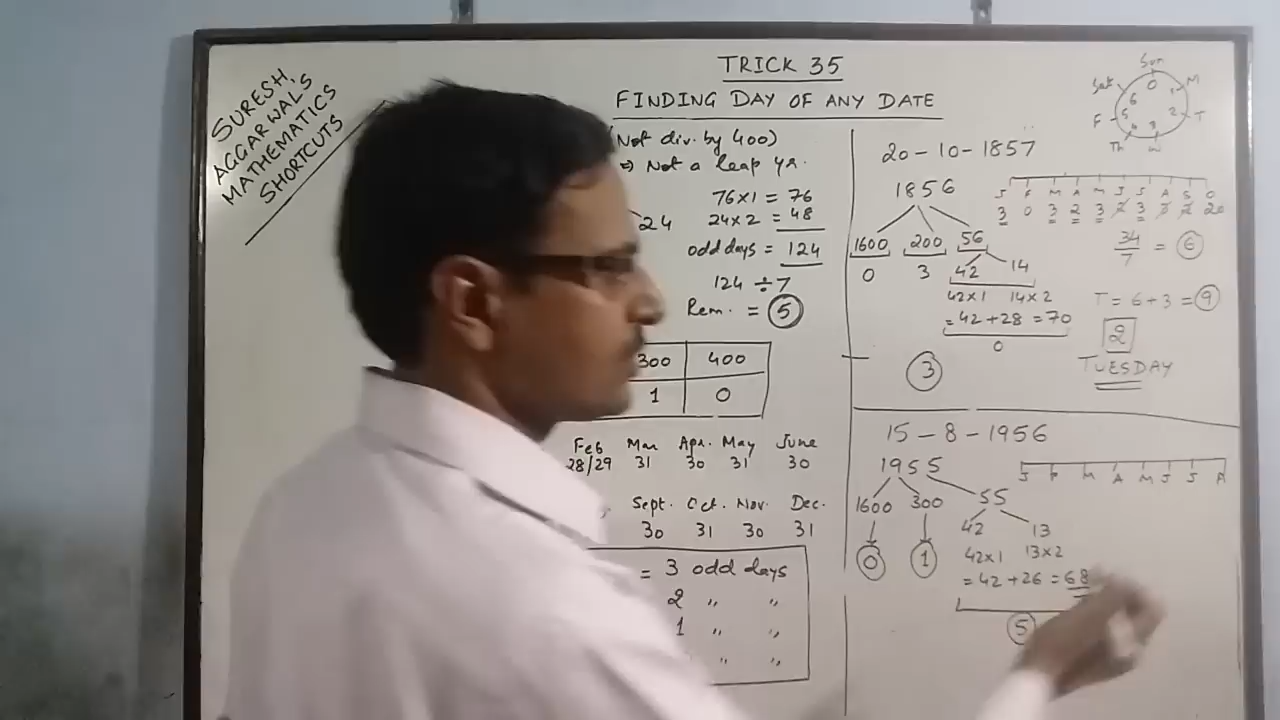 SURESH
AGGARWAL'S
MATHEMATICS
SHORTCUTS
TRICK 35
FINDING DAY OF ANY DATE
(Not div. by 400)
⇒ Not a leap yr.
24
76×1 = 76
24×2 = 48
odd days = 124
124 ÷ 7
Rem. = 5
300 400
1 0
Feb Mar Apr. May June
28/29 31 30 31 30
Sept. Oct. Nov. Dec.
30 31 30 31
= 3 odd days
2 " "
1 " "
" "
Sun
M
T
W
Th
F
Sat
0
1
2
3
4
5
6
20 - 10 - 1857
1856
1600 200 56
0 3 42 14
42×1 14×2
= 42 + 28 = 70
0
3
J F M A M J J A S O
3 0 3 2 3 2 3 3 2 20
34/7 = 6
T = 6 + 3 = 9
2
TUESDAY
15 - 8 - 1956
1955
1600 300 55
0 1
42 13
42×1 13×2
= 42 + 26 = 68
5
J F M A M J J A